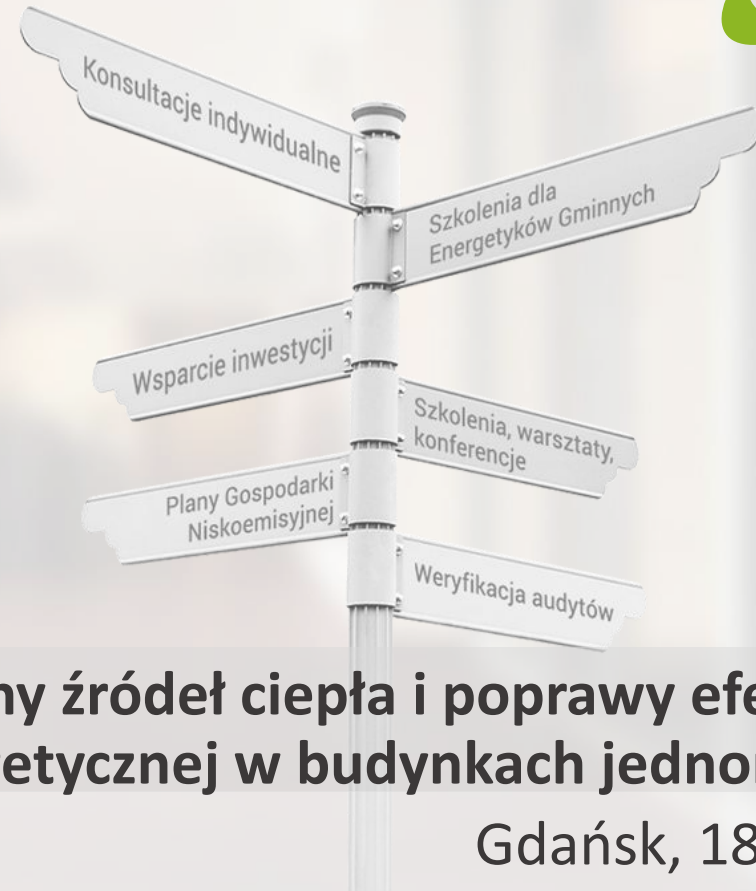 Konsultacje indywidualne
Szkolenia dla
Energetyków Gminnych
Wsparcie inwestycji
Szkolenia, warsztaty,
konferencje
Plany Gospodarki
Niskoemisyjnej
Weryfikacja audytów
ny źródeł ciepła i poprawy efe
etycznej w budynkach jedno
Gdańsk, 18